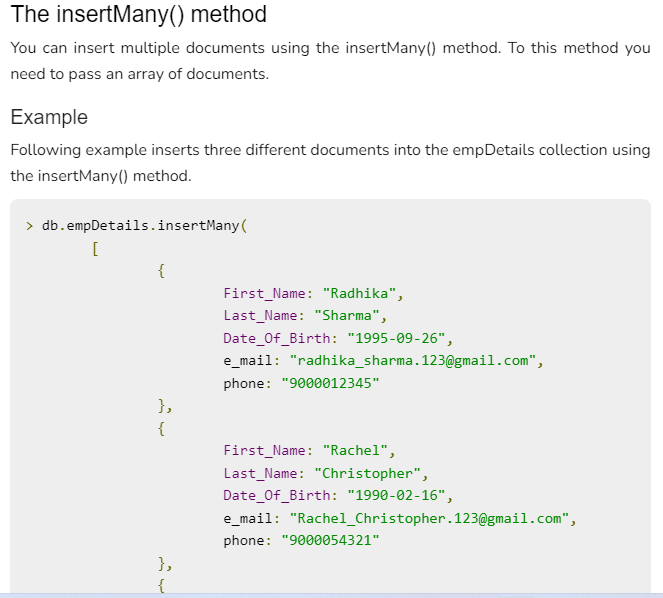 The insertMany() method
You can insert multiple documents using the insertMany() method. To this method you
need to pass an array of documents.
Example
Following example inserts three different documents into the empDetails collection using
the insertMany() method.
> db.empDetails.insertMany(
[
{
First_Name: "Radhika",
Last_Name: "Sharma",
Date_Of_Birth: "1995-09-26",
e_mail: "radhika_sharma.123@gmail.com",
phone: "9000012345"
},
{
First_Name: "Rachel",
Last_Name: "Christopher",
Date_Of_Birth: "1990-02-16",
e_mail: "Rachel_Christopher.123@gmail.com",
phone: "9000054321"
},
{